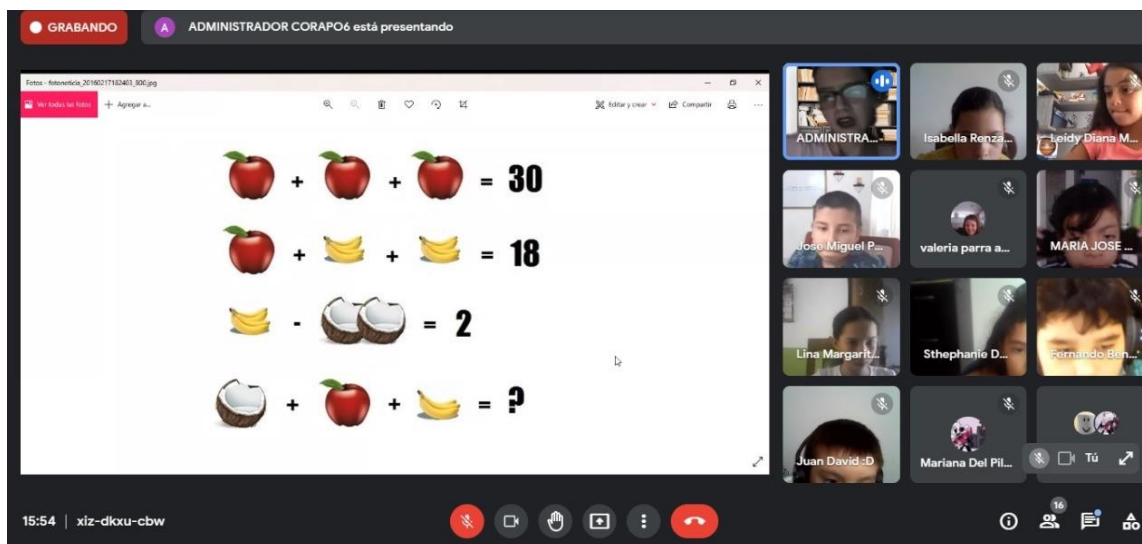 GRABANDO
A ADMINISTRADOR CORAPO6 está presentando
Fotos - fotonoticia_20160217182403_800.jpg
Ver todas las fotos + Agregar a...
Editar y crear
Compartir
+ + = 30
+ + = 18
- = 2
+ + = ?
ADMINISTRA...
Isabella Renza...
Leidy Diana M...
Jose Miguel P...
valeria parra a...
MARIA JOSE ...
Lina Margarit...
Sthephanie D...
Fernando Ben...
Juan David :D
Mariana Del Pil...
Tú
15:54 | xiz-dkxu-cbw
16